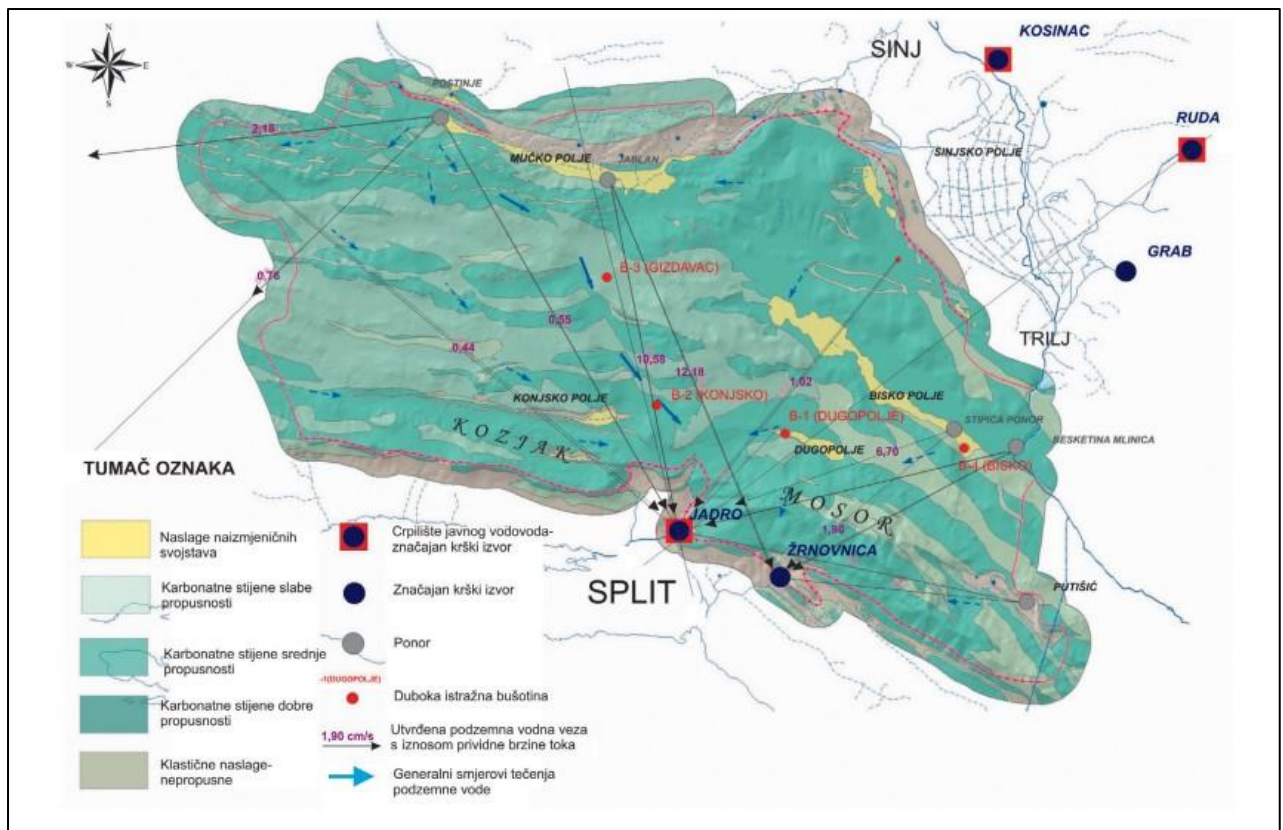 N
W
E
S
SINJ
KOSINAC
RUDA
POSTINJE
2,18
MUĆKO POLJE
JABLAN
SINJSKO POLJE
GRAB
B-3 (GIZDAVAC)
0,76
0,55
TRILJ
0,44
10,58
12,18
1,02
B-2 (KONJSKO)
BISKO POLJE
KONJSKO POLJE
B-1 (DUGOPOLJE)
STIPIĆA PONOR
BESKETINA MLINICA
KOZJAK
DUGOPOLJE
6,70
B-4 (BISKO)
MOSOR
JADRO
1,90
ŽRNOVNICA
SPLIT
PUTIŠIĆ
TUMAČ OZNAKA
Naslage naizmjeničnih
svojstava
Karbonatne stijene slabe
propusnosti
Karbonatne stijene srednje
propusnosti
Karbonatne stijene dobre
propusnosti
Klastične naslage-
nepropusne
Crpilište javnog vodovoda-
značajan krški izvor
Značajan krški izvor
Ponor
-1(DUGOPOLJE)
Duboka istražna bušotina
1,90 cm/s
Utvrđena podzemna vodna veza
s iznosom prividne brzine toka
Generalni smjerovi tečenja
podzemne vode